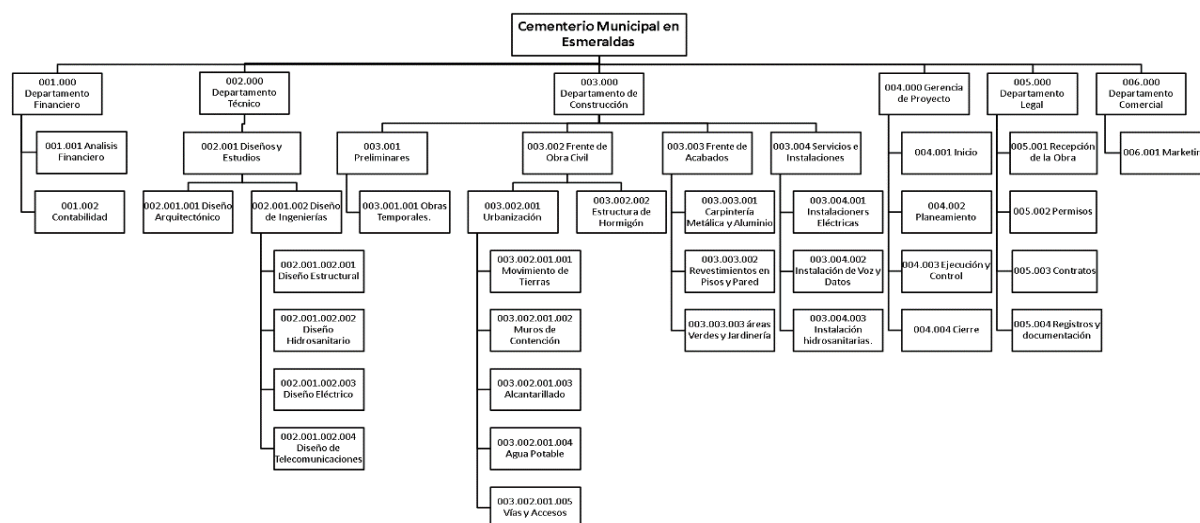 Cementerio Municipal en
Esmeraldas
001.000
Departamento
Financiero
002.000
Departamento
Técnico
003.000
Departamento de
Construcción
004.000 Gerencia
de Proyecto
005.000
Departamento
Legal
006.000
Departamento
Comercial
001.001 Analisis
Financiero
002.001 Diseños y
Estudios
003.001
Preliminares
003.002 Frente de
Obra Civil
003.003 Frente de
Acabados
003.004 Servicios e
Instalaciones
004.001 Inicio
005.001 Recepción
de la Obra
006.001 Marketin
001.002
Contabilidad
002.001.001 Diseño
Arquitectónico
002.001.002 Diseño
de Ingenierías
003.001.001 Obras
Temporales.
003.002.001
Urbanización
003.002.002
Estructura de
Hormigón
003.003.001
Carpintería
Metálica y Aluminio
003.004.001
Instalacioners
Eléctricas
004.002
Planeamiento
005.002 Permisos
002.001.002.001
Diseño Estructural
003.002.001.001
Movimiento de
Tierras
003.003.002
Revestimientos en
Pisos y Pared
003.004.002
Instalación de Voz y
Datos
004.003 Ejecución y
Control
005.003 Contratos
002.001.002.002
Diseño
Hidrosanitario
003.002.001.002
Muros de
Contención
003.003.003 áreas
Verdes y Jardinería
003.004.003
Instalación
hidrosanitarias.
004.004 Cierre
005.004 Registros y
documentación
002.001.002.003
Diseño Eléctrico
003.002.001.003
Alcantarillado
002.001.002.004
Diseño de
Telecomunicaciones
003.002.001.004
Agua Potable
003.002.001.005
Vías y Accesos